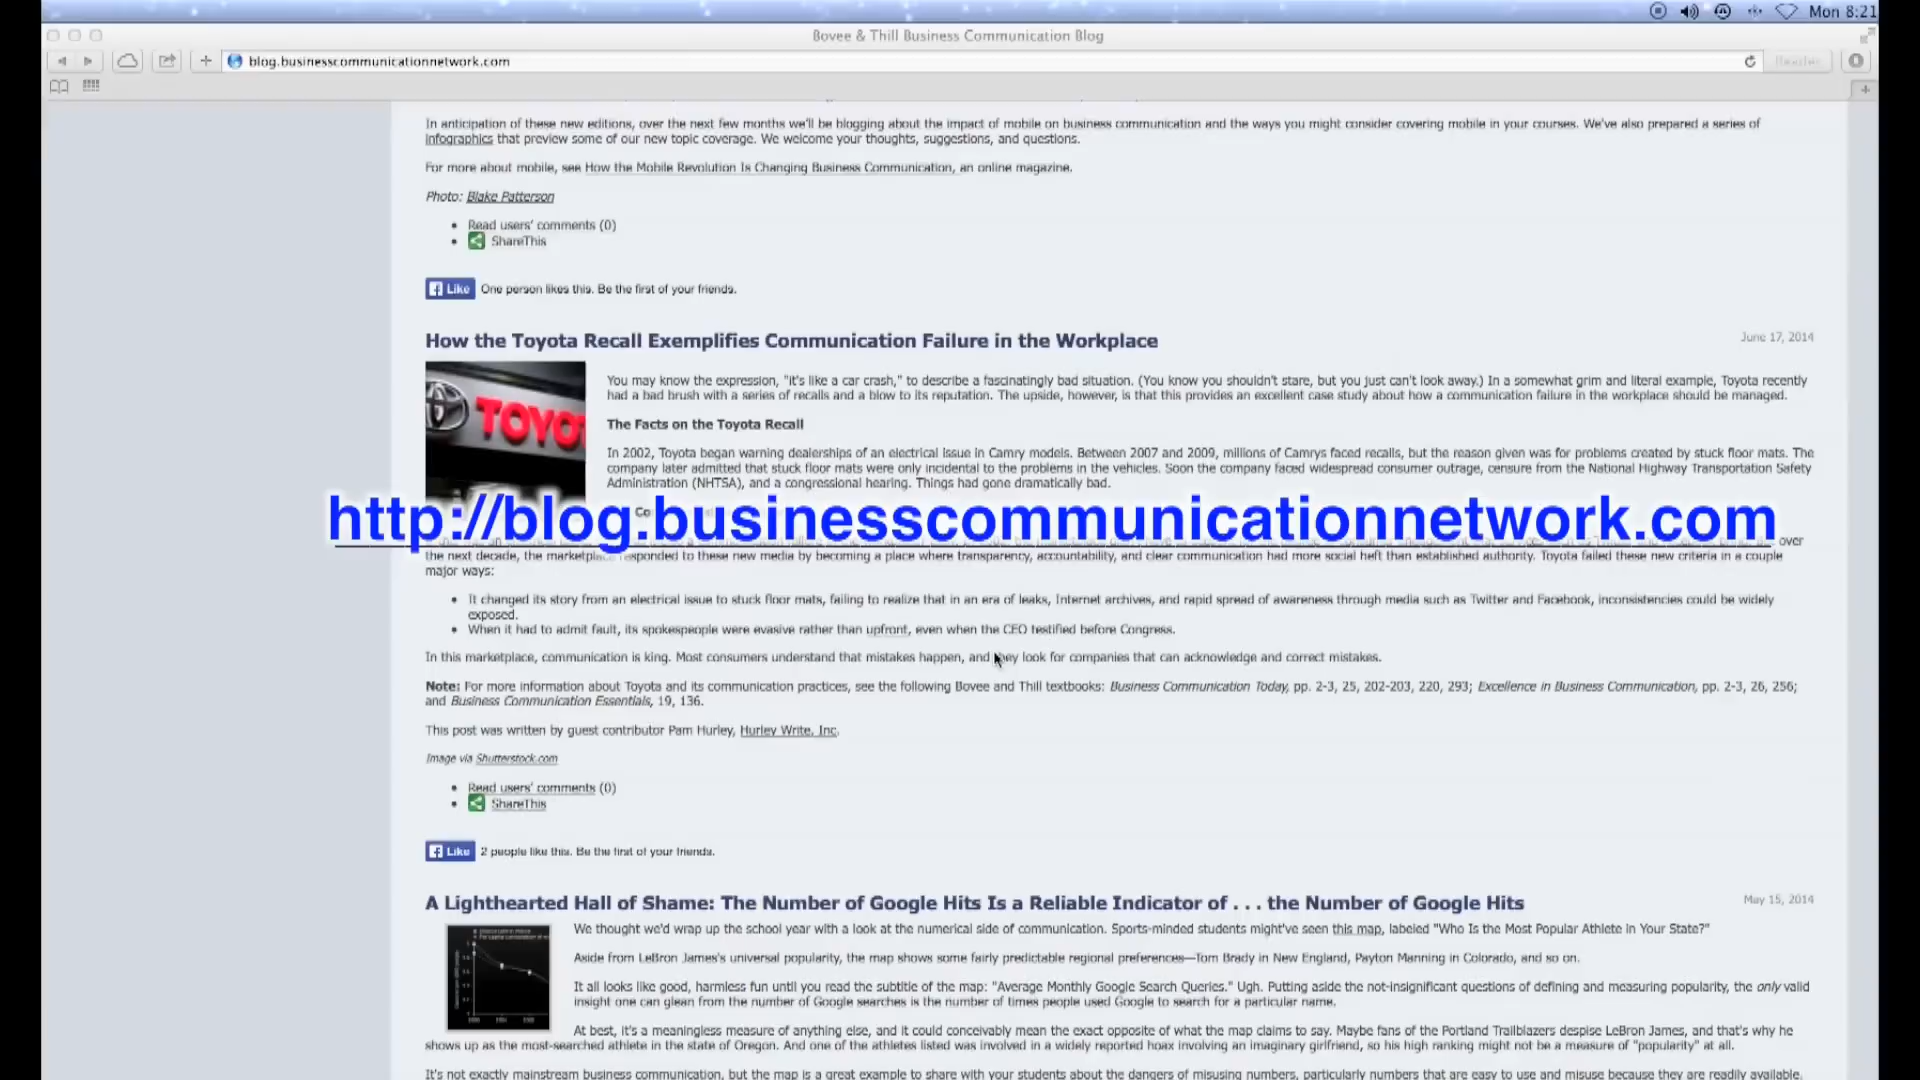 Mon 8:21
Bovee & Thill Business Communication Blog
blog.businesscommunicationnetwork.com
Reader
In anticipation of these new editions, over the next few months we'll be blogging about the impact of mobile on business communication and the ways you might consider covering mobile in your courses. We've also prepared a series of
infographics that preview some of our new topic coverage. We welcome your thoughts, suggestions, and questions.
For more about mobile, see How the Mobile Revolution Is Changing Business Communication, an online magazine.
Photo: Blake Patterson
• Read users' comments (0)
• ShareThis
Like One person likes this. Be the first of your friends.
How the Toyota Recall Exemplifies Communication Failure in the Workplace
June 17, 2014
TOYO
You may know the expression, "it's like a car crash," to describe a fascinatingly bad situation. (You know you shouldn't stare, but you just can't look away.) In a somewhat grim and literal example, Toyota recently
had a bad brush with a series of recalls and a blow to its reputation. The upside, however, is that this provides an excellent case study about how a communication failure in the workplace should be managed.
The Facts on the Toyota Recall
In 2002, Toyota began warning dealerships of an electrical issue in Camry models. Between 2007 and 2009, millions of Camrys faced recalls, but the reason given was for problems created by stuck floor mats. The
company later admitted that stuck floor mats were only incidental to the problems in the vehicles. Soon the company faced widespread consumer outrage, censure from the National Highway Transportation Safety
Administration (NHTSA), and a congressional hearing. Things had gone dramatically bad.
http://blog.businesscommunicationnetwork.com
over
the next decade, the marketplace responded to these new media by becoming a place where transparency, accountability, and clear communication had more social heft than established authority. Toyota failed these new criteria in a couple
major ways:
• It changed its story from an electrical issue to stuck floor mats, failing to realize that in an era of leaks, Internet archives, and rapid spread of awareness through media such as Twitter and Facebook, inconsistencies could be widely
exposed.
• When it had to admit fault, its spokespeople were evasive rather than upfront, even when the CEO testified before Congress.
In this marketplace, communication is king. Most consumers understand that mistakes happen, and they look for companies that can acknowledge and correct mistakes.
Note: For more information about Toyota and its communication practices, see the following Bovee and Thill textbooks: Business Communication Today, pp. 2-3, 25, 202-203, 220, 293; Excellence in Business Communication, pp. 2-3, 26, 256;
and Business Communication Essentials, 19, 136.
This post was written by guest contributor Pam Hurley, Hurley Write, Inc.
Image via Shutterstock.com
• Read users' comments (0)
• ShareThis
Like 2 people like this. Be the first of your friends.
A Lighthearted Hall of Shame: The Number of Google Hits Is a Reliable Indicator of . . . the Number of Google Hits
May 15, 2014
We thought we'd wrap up the school year with a look at the numerical side of communication. Sports-minded students might've seen this map, labeled "Who Is the Most Popular Athlete in Your State?"
Aside from LeBron James's universal popularity, the map shows some fairly predictable regional preferences—Tom Brady in New England, Payton Manning in Colorado, and so on.
It all looks like good, harmless fun until you read the subtitle of the map: "Average Monthly Google Search Queries." Ugh. Putting aside the not-insignificant questions of defining and measuring popularity, the only valid
insight one can glean from the number of Google searches is the number of times people used Google to search for a particular name.
At best, it's a meaningless measure of anything else, and it could conceivably mean the exact opposite of what the map claims to say. Maybe fans of the Portland Trailblazers despise LeBron James, and that's why he
shows up as the most-searched athlete in the state of Oregon. And one of the athletes listed was involved in a widely reported hoax involving an imaginary girlfriend, so his high ranking might not be a measure of "popularity" at all.
It's not exactly mainstream business communication, but the map is a great example to share with your students about the dangers of misusing numbers, particularly numbers that are easy to use and misuse because they are readily available.